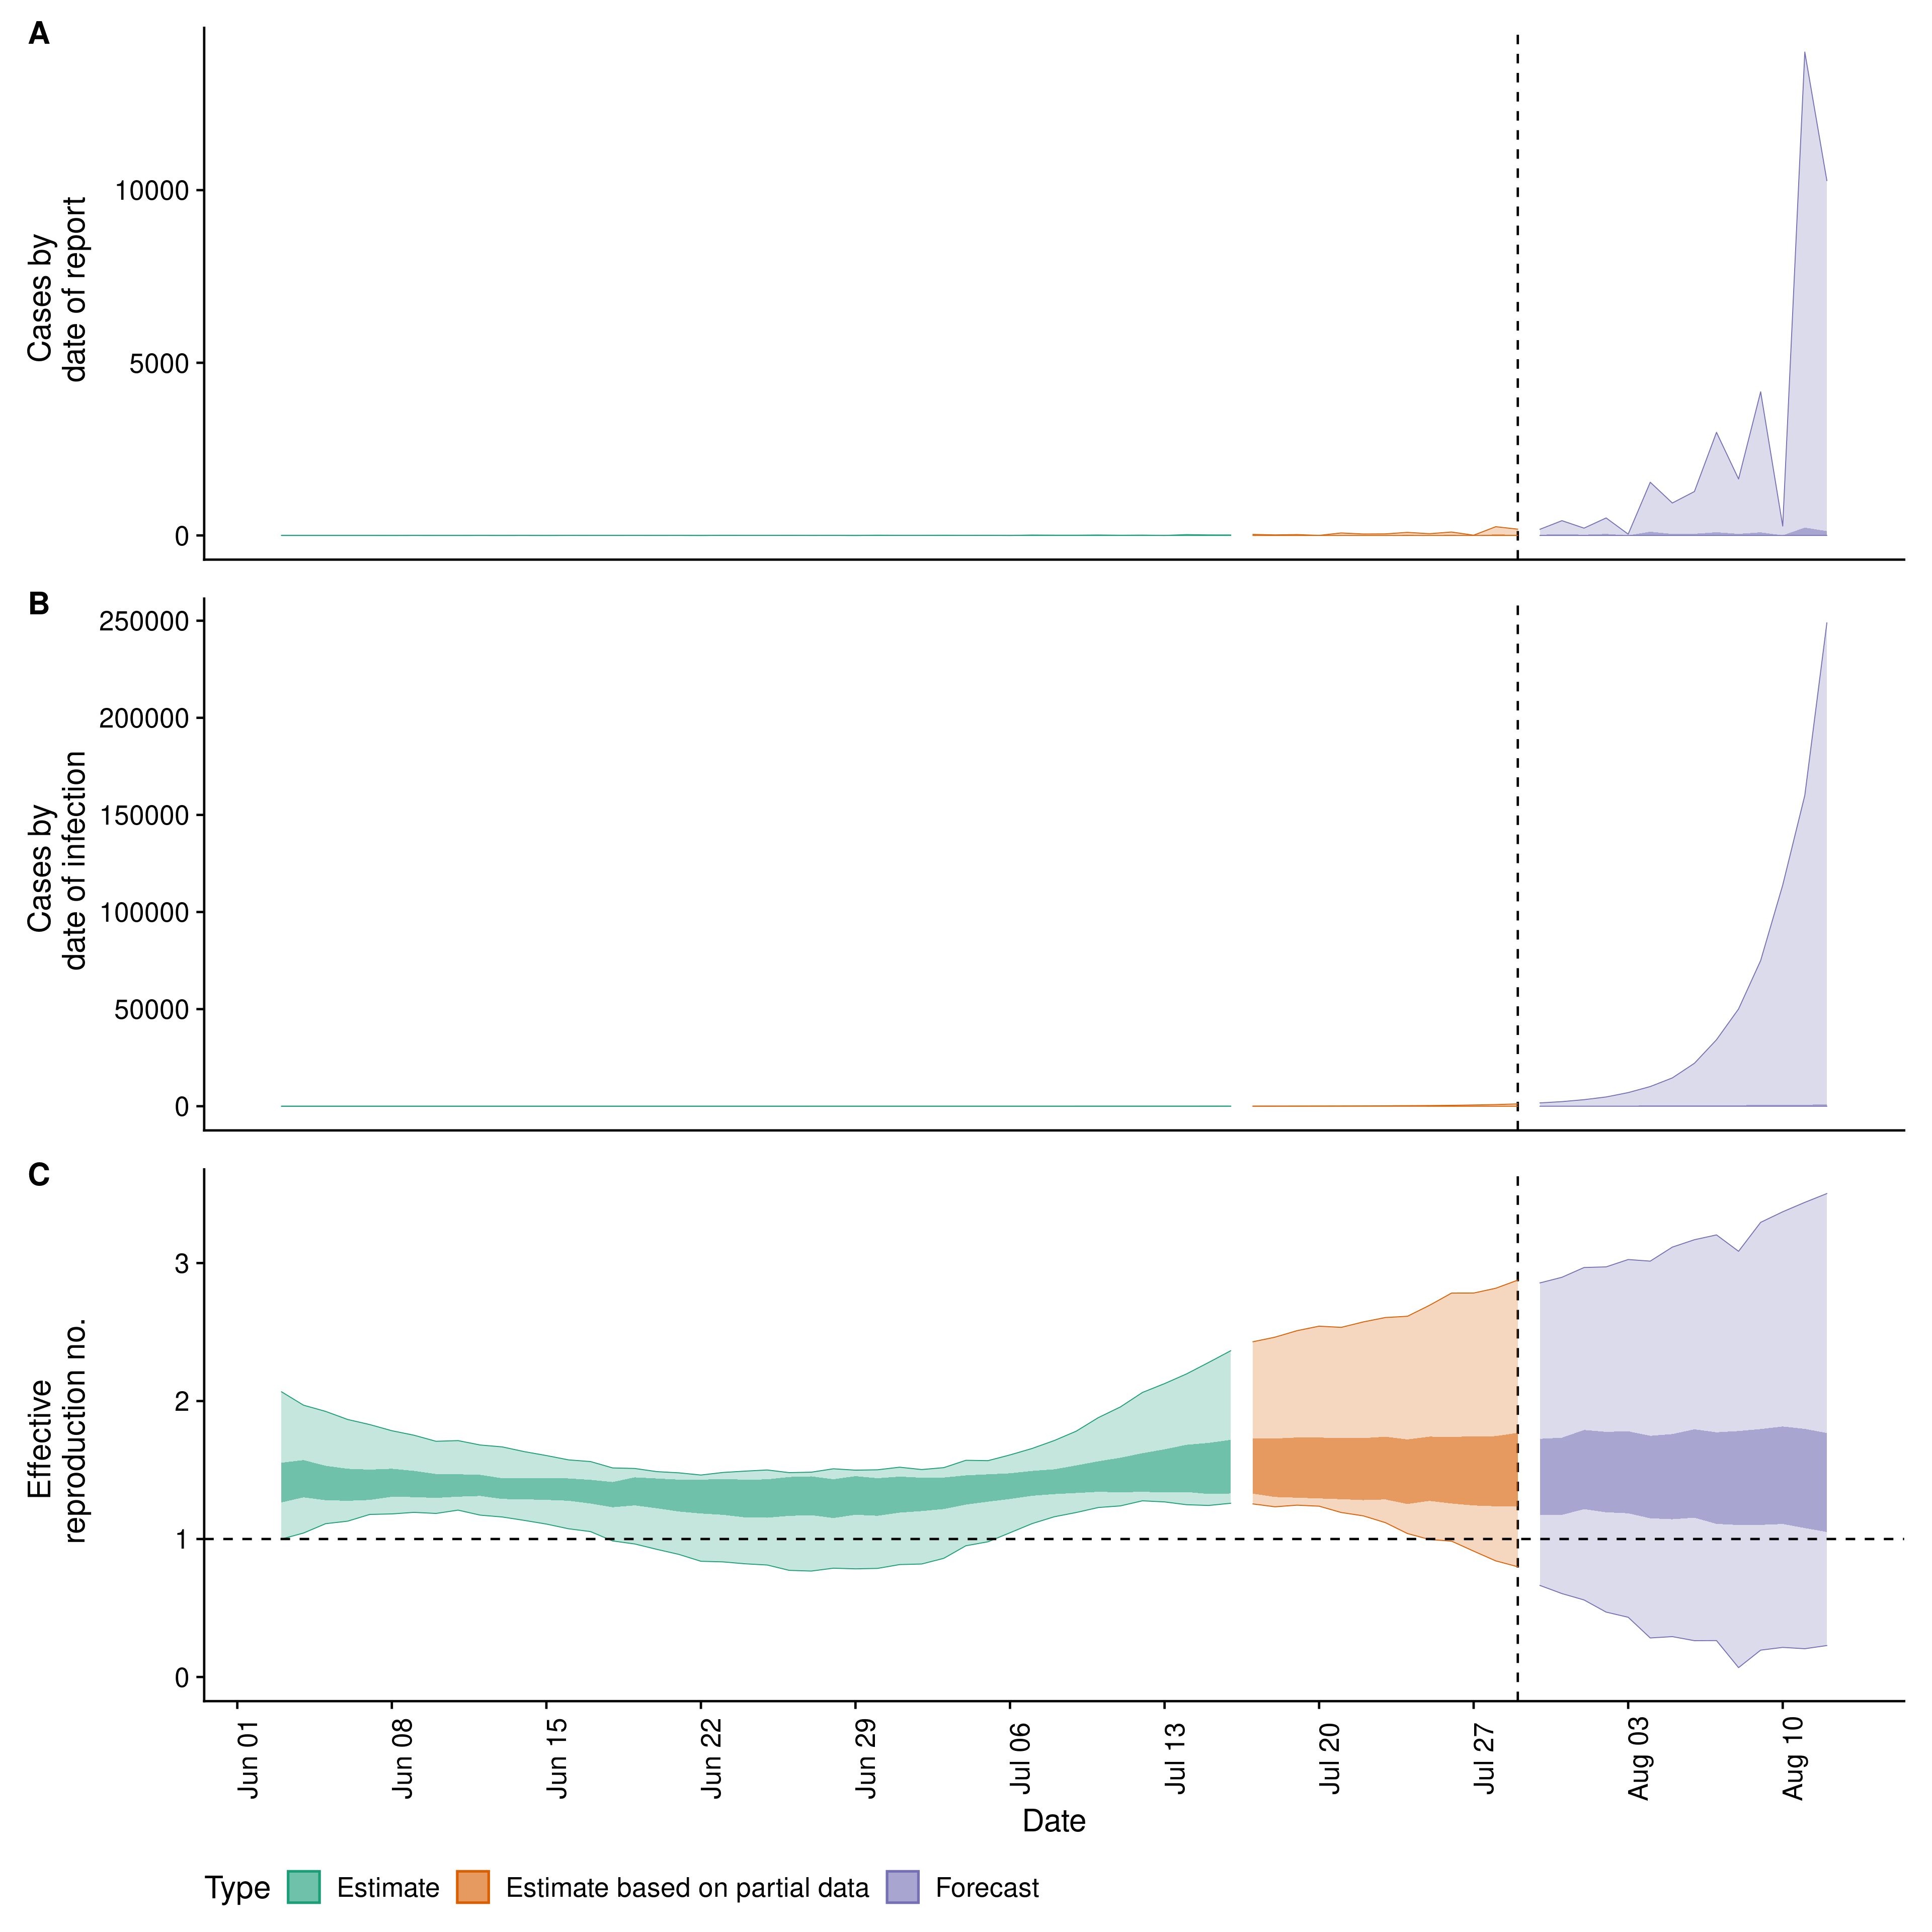 A
Cases by
date of report
10000
5000
0
B
Cases by
date of infection
250000
200000
150000
100000
50000
0
C
Effective
reproduction no.
3
2
1
0
Jun 01
Jun 08
Jun 15
Jun 22
Jun 29
Jul 06
Jul 13
Jul 20
Jul 27
Aug 03
Aug 10
Date
Type Estimate Estimate based on partial data Forecast